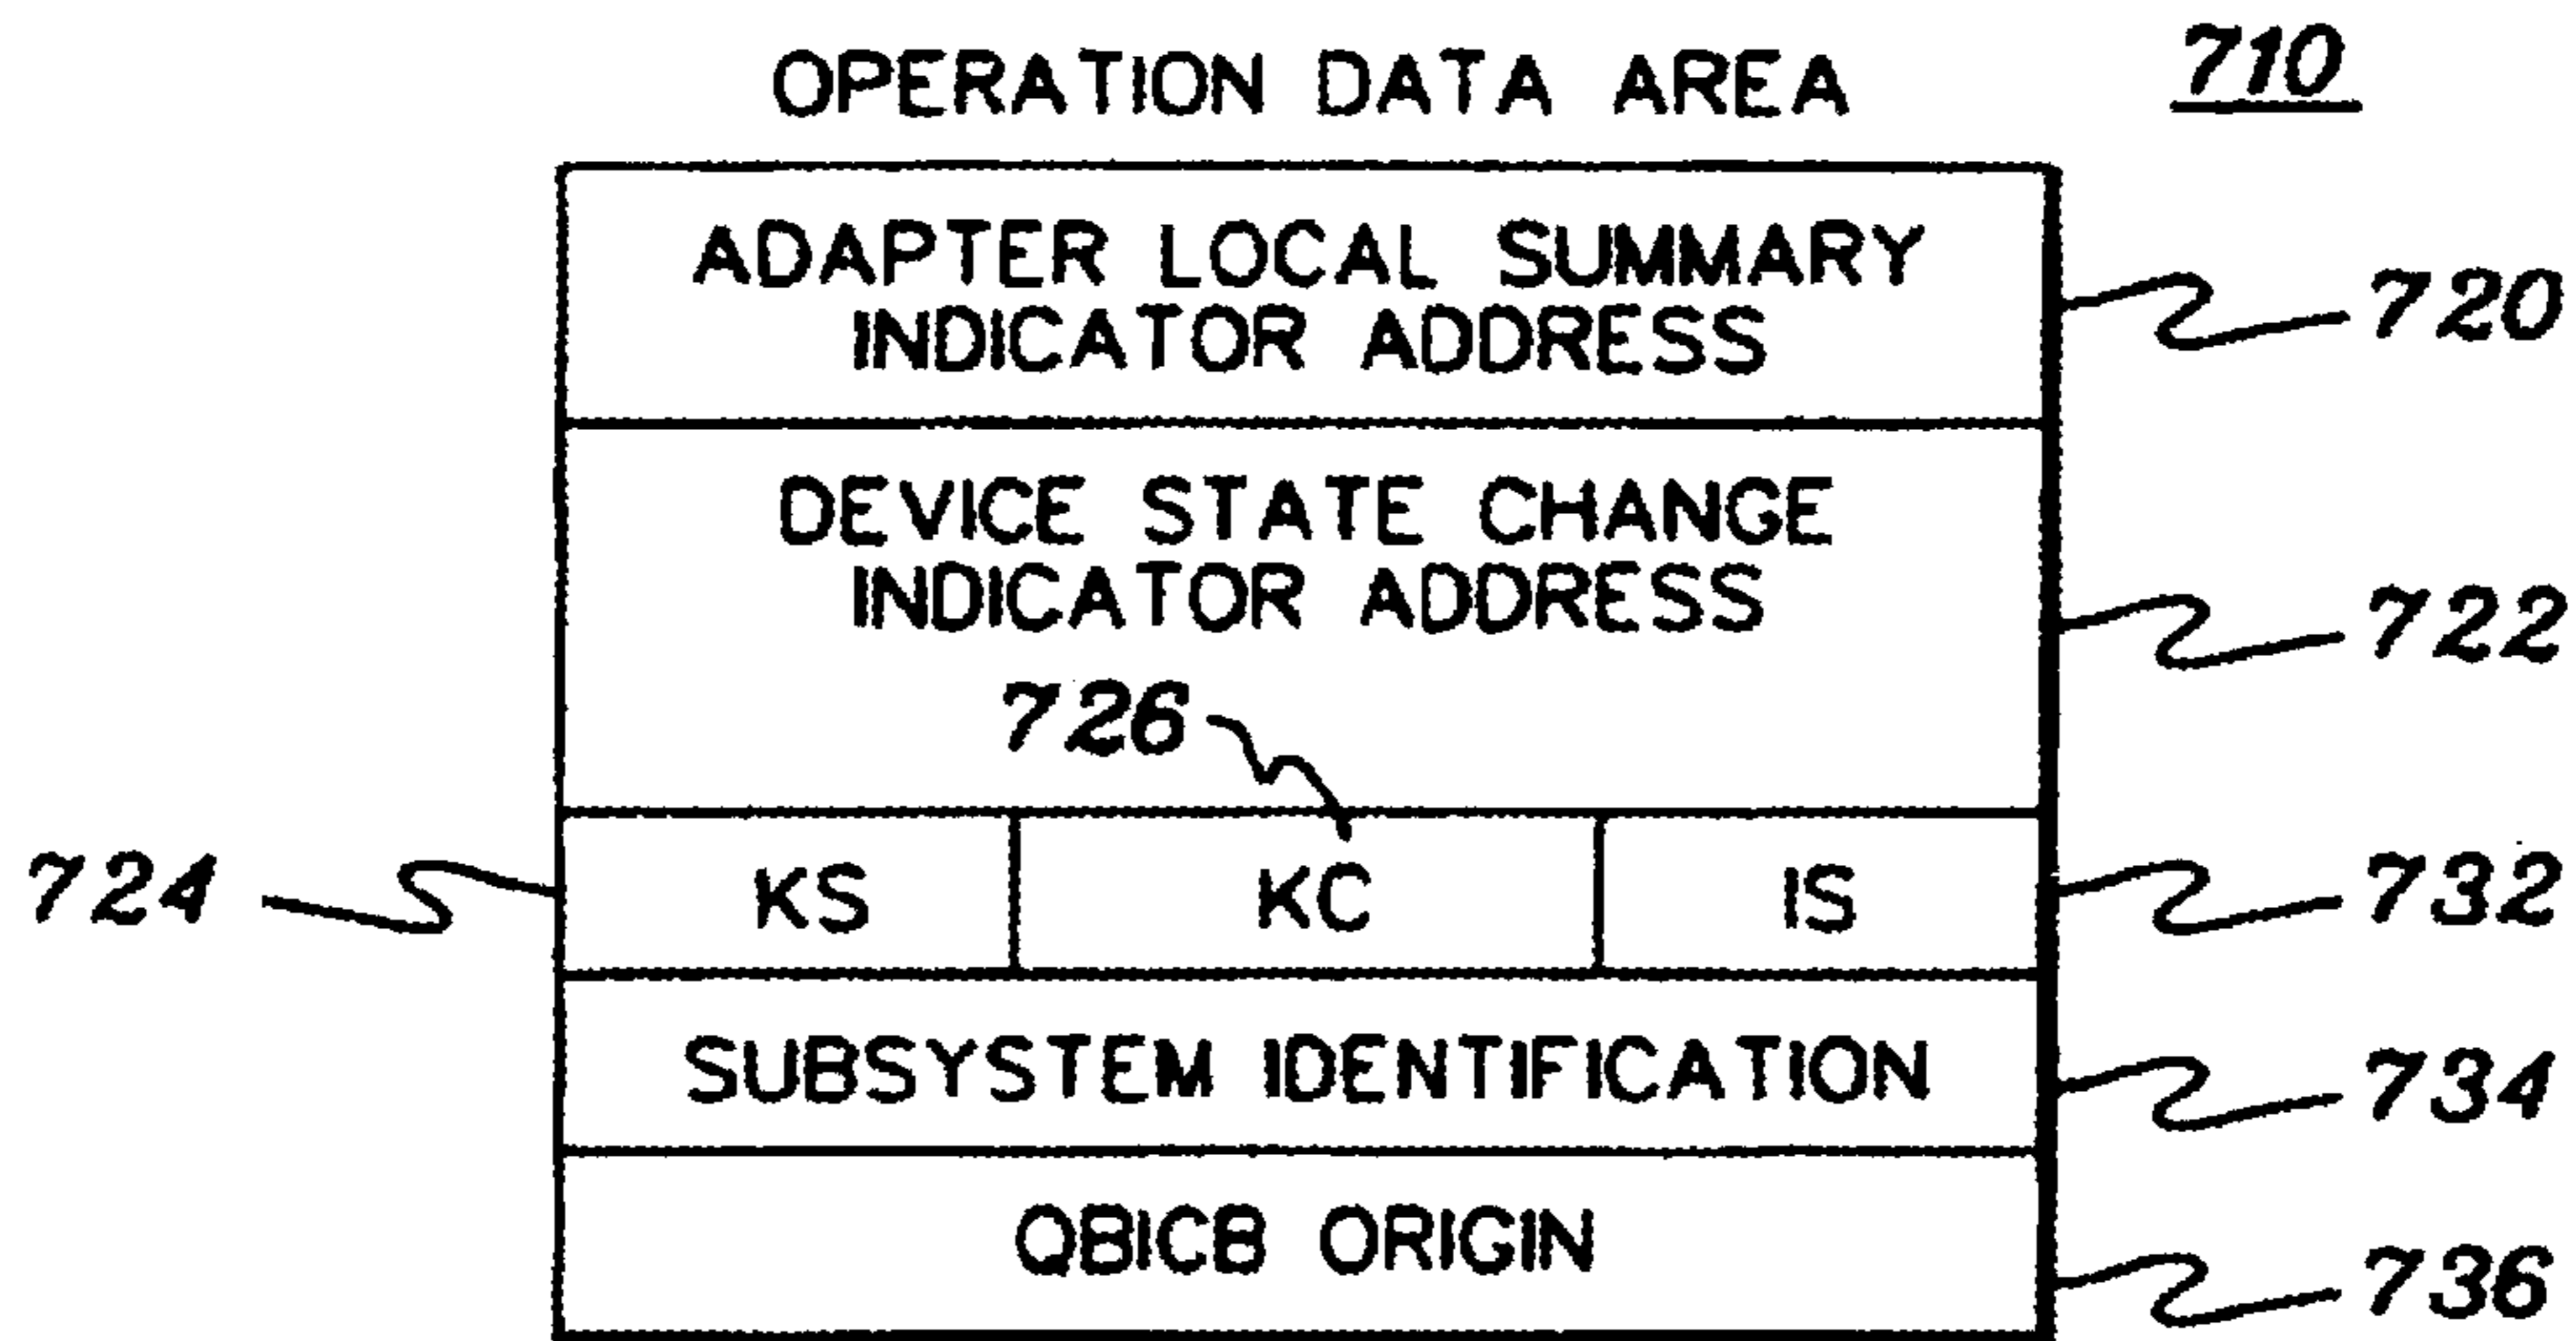 OPERATION DATA AREA 710
ADAPTER LOCAL SUMMARY
INDICATOR ADDRESS
720
DEVICE STATE CHANGE
INDICATOR ADDRESS
722
726
724 KS KC IS 732
SUBSYSTEM IDENTIFICATION 734
QBICB ORIGIN 736